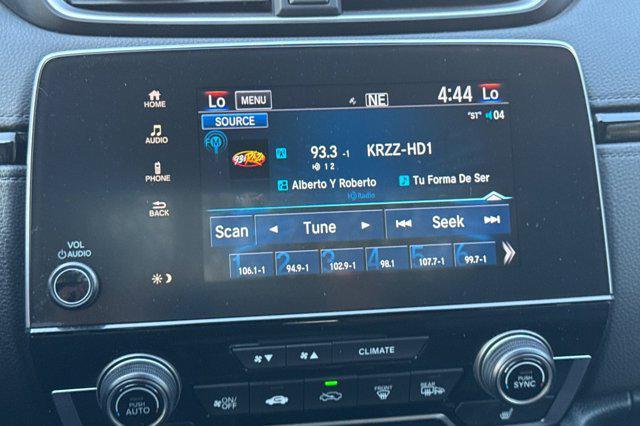 Lo MENU NE 4:44 Lo
HOME
SOURCE
"ST" 04
FM
AUDIO
93.3 -1 KRZZ-HD1
1 2
PHONE
Alberto Y Roberto Tu Forma De Ser
HD Radio
BACK
Scan Tune Seek
VOL
AUDIO
1 2 3 4 5 6
106.1-1 94.9-1 102.9-1 98.1 107.7-1 99.7-1
CLIMATE
ON/OFF
FRONT
REAR
PUSH
AUTO
PUSH
SYNC